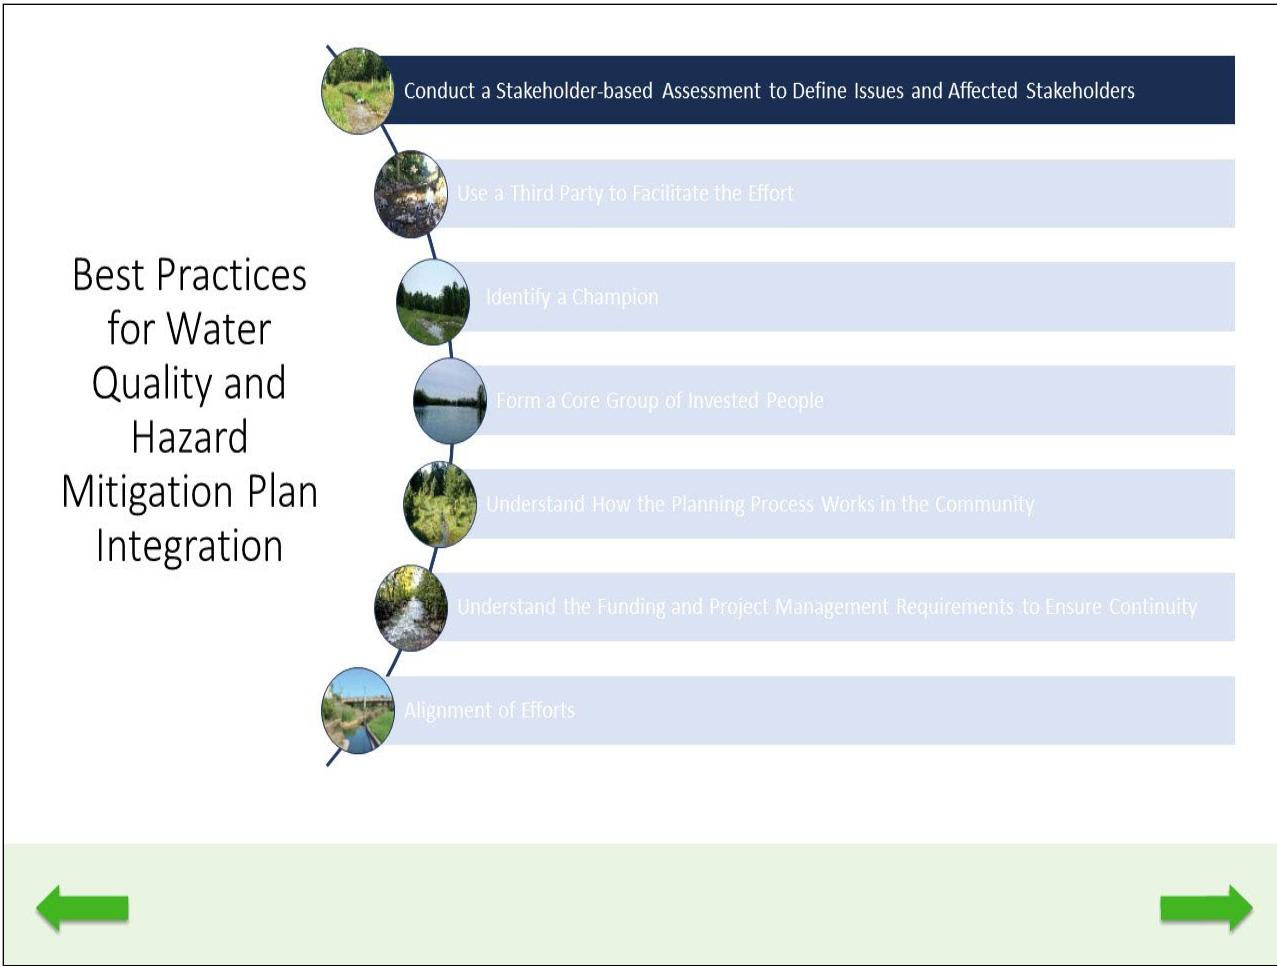 Best Practices
for Water
Quality and
Hazard
Mitigation Plan
Integration
Conduct a Stakeholder-based Assessment to Define Issues and Affected Stakeholders
Use a Third Party to Facilitate the Effort
Identify a Champion
Form a Core Group of Invested People
Understand How the Planning Process Works in the Community
Understand the Funding and Project Management Requirements to Ensure Continuity
Alignment of Efforts